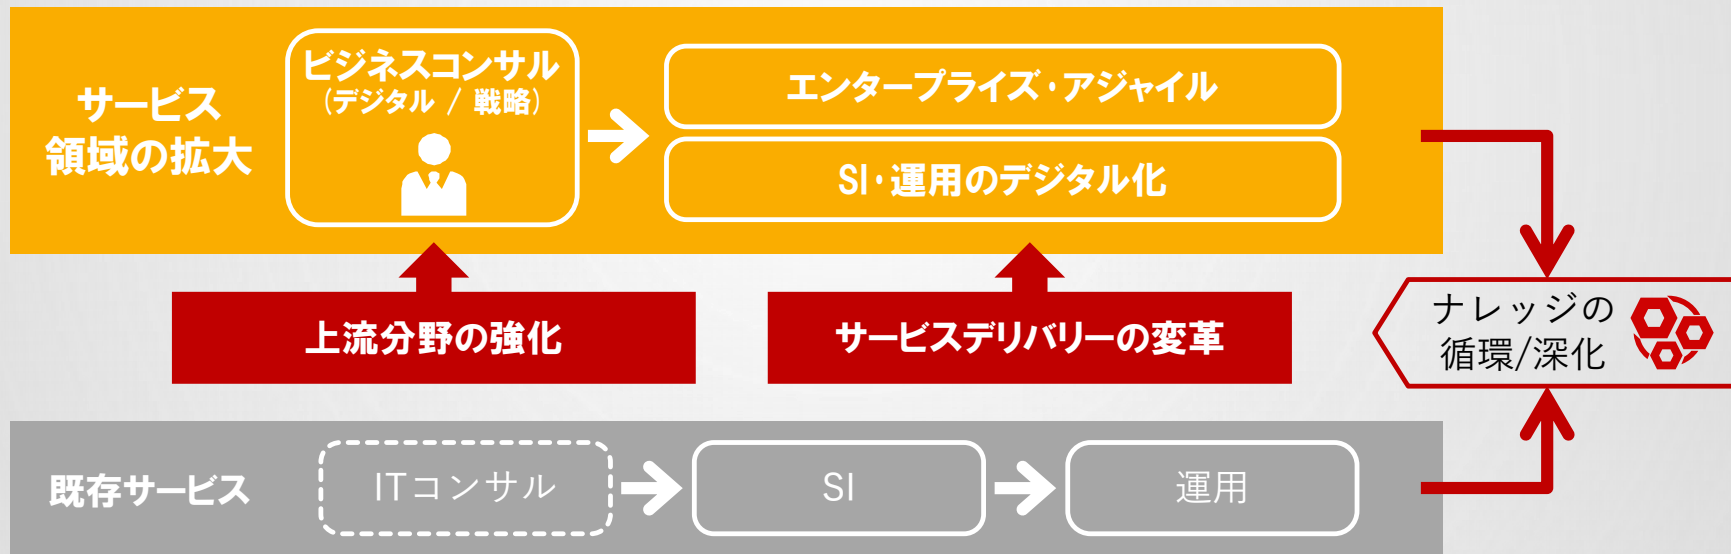 サービス
領域の拡大
ビジネスコンサル
(デジタル / 戦略)
エンタープライズ・アジャイル
SI・運用のデジタル化
上流分野の強化
サービスデリバリーの変革
ナレッジの
循環/深化
既存サービス
ITコンサル
SI
運用